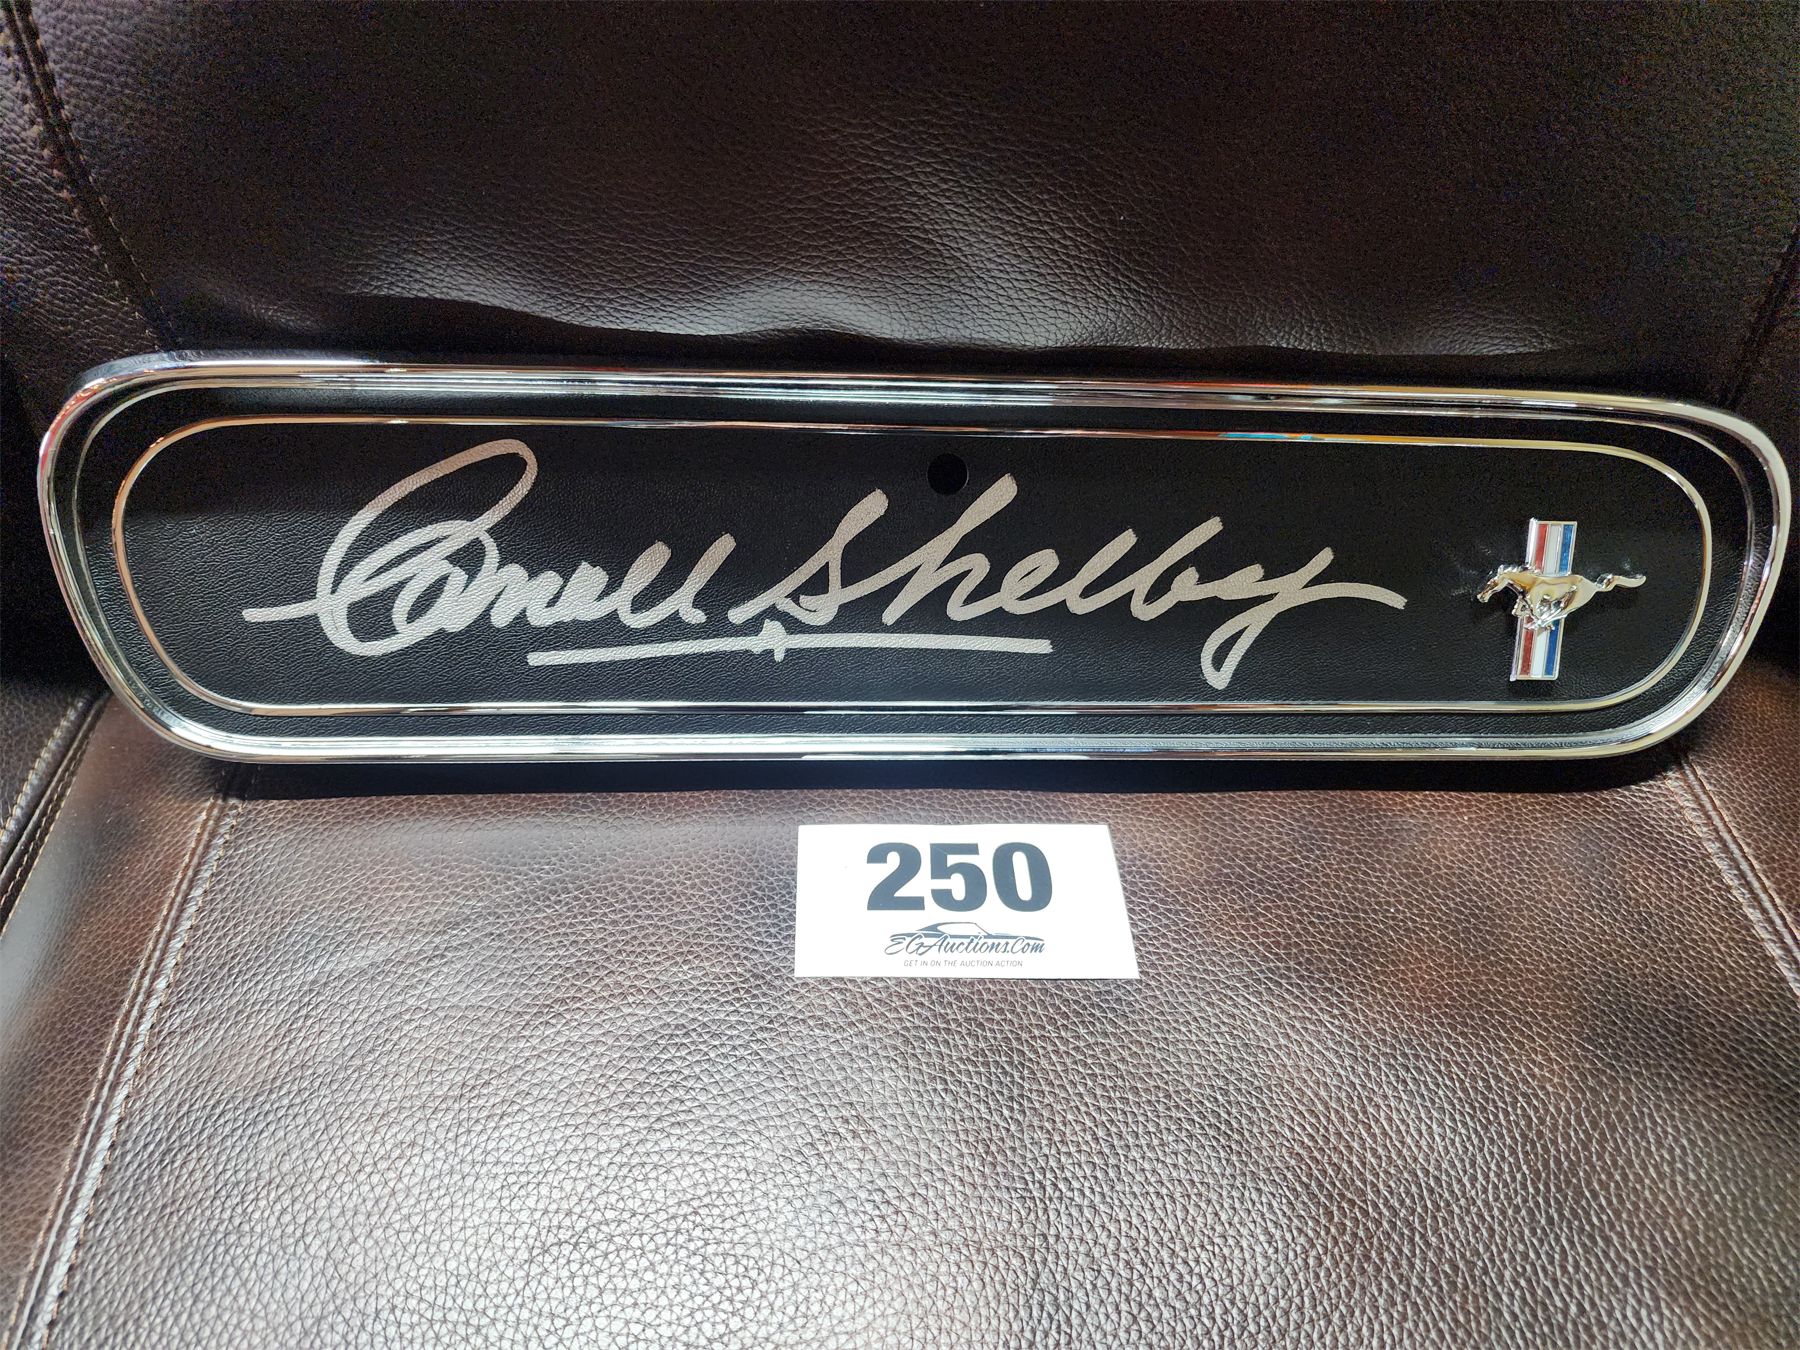 Carroll Shelby
250
EGAuctions.Com
GET IN ON THE AUCTION ACTION